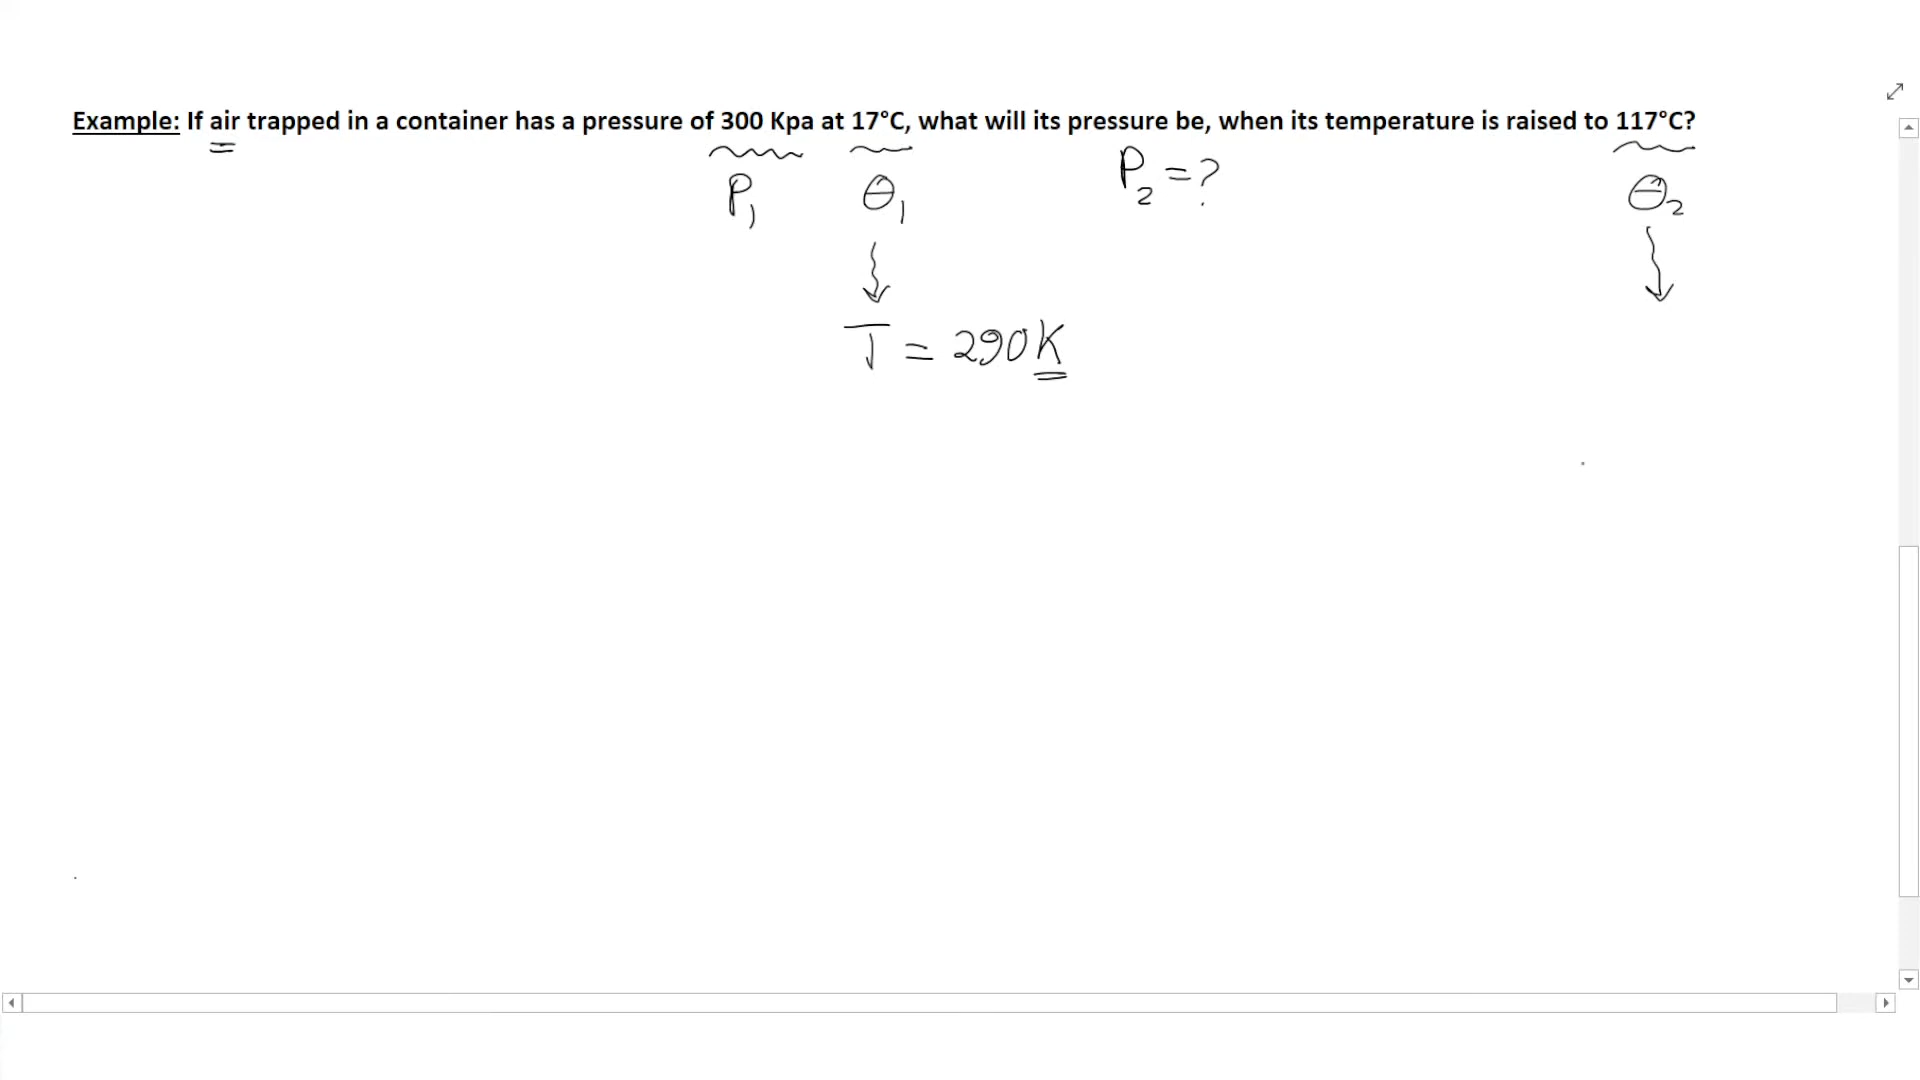 Example: If air trapped in a container has a pressure of 300 Kpa at 17°C, what will its pressure be, when its temperature is raised to 117°C?
P₁ θ₁ P₂ = ? θ₂
T = 290 K